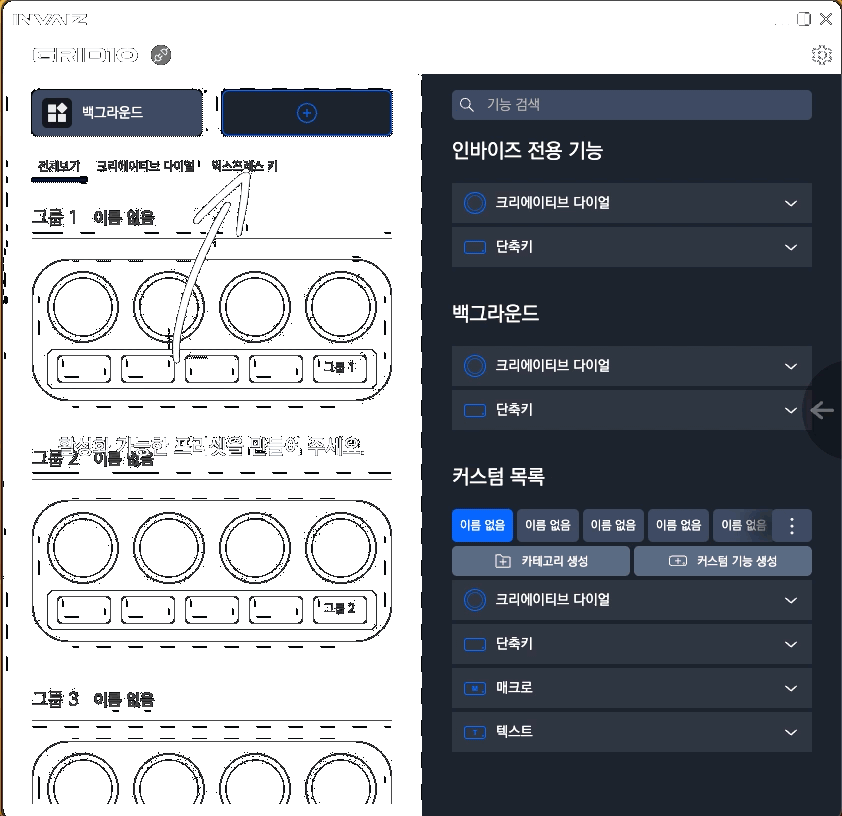 INVAIZ
GRID10
백그라운드
전체보기 크리에이티브 다이얼 익스프레스 키
그룹 1 이름 없음
그룹 1
활성화 가능한 프리셋을 만들어 주세요
그룹 2 이름 없음
그룹 2
그룹 3 이름 없음
기능 검색
인바이즈 전용 기능
크리에이티브 다이얼
단축키
백그라운드
크리에이티브 다이얼
단축키
커스텀 목록
이름 없음 이름 없음 이름 없음 이름 없음 이름 없음
카테고리 생성 커스텀 기능 생성
크리에이티브 다이얼
단축키
M 매크로
T 텍스트